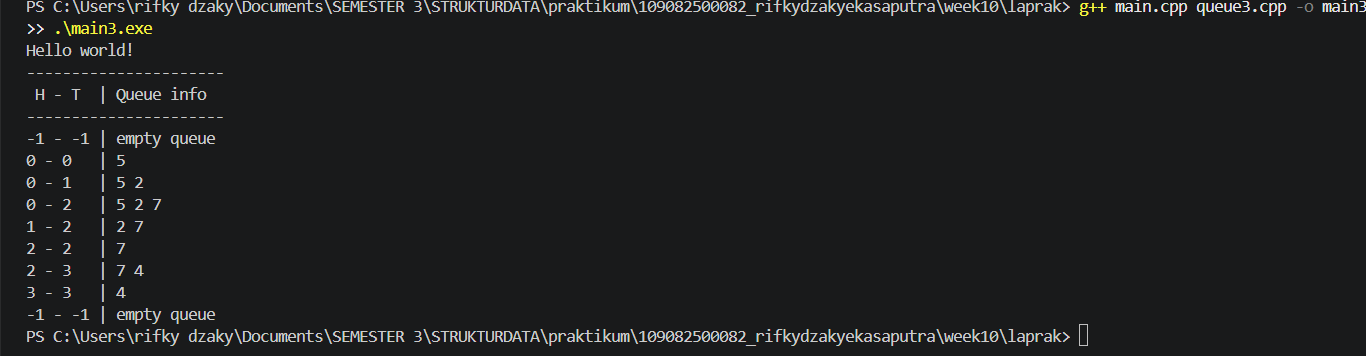 PS C:\Users\rifky dzaky\Documents\SEMESTER 3\STRUKTURDATA\praktikum\109082500082_rifkydzakyekasaputra\week10\laprak> g++ main.cpp queue3.cpp -o main3
>> .\main3.exe
Hello world!
----------------------
 H - T  | Queue info
----------------------
-1 - -1 | empty queue
0 - 0   | 5
0 - 1   | 5 2
0 - 2   | 5 2 7
1 - 2   | 2 7
2 - 2   | 7
2 - 3   | 7 4
3 - 3   | 4
-1 - -1 | empty queue
PS C:\Users\rifky dzaky\Documents\SEMESTER 3\STRUKTURDATA\praktikum\109082500082_rifkydzakyekasaputra\week10\laprak>